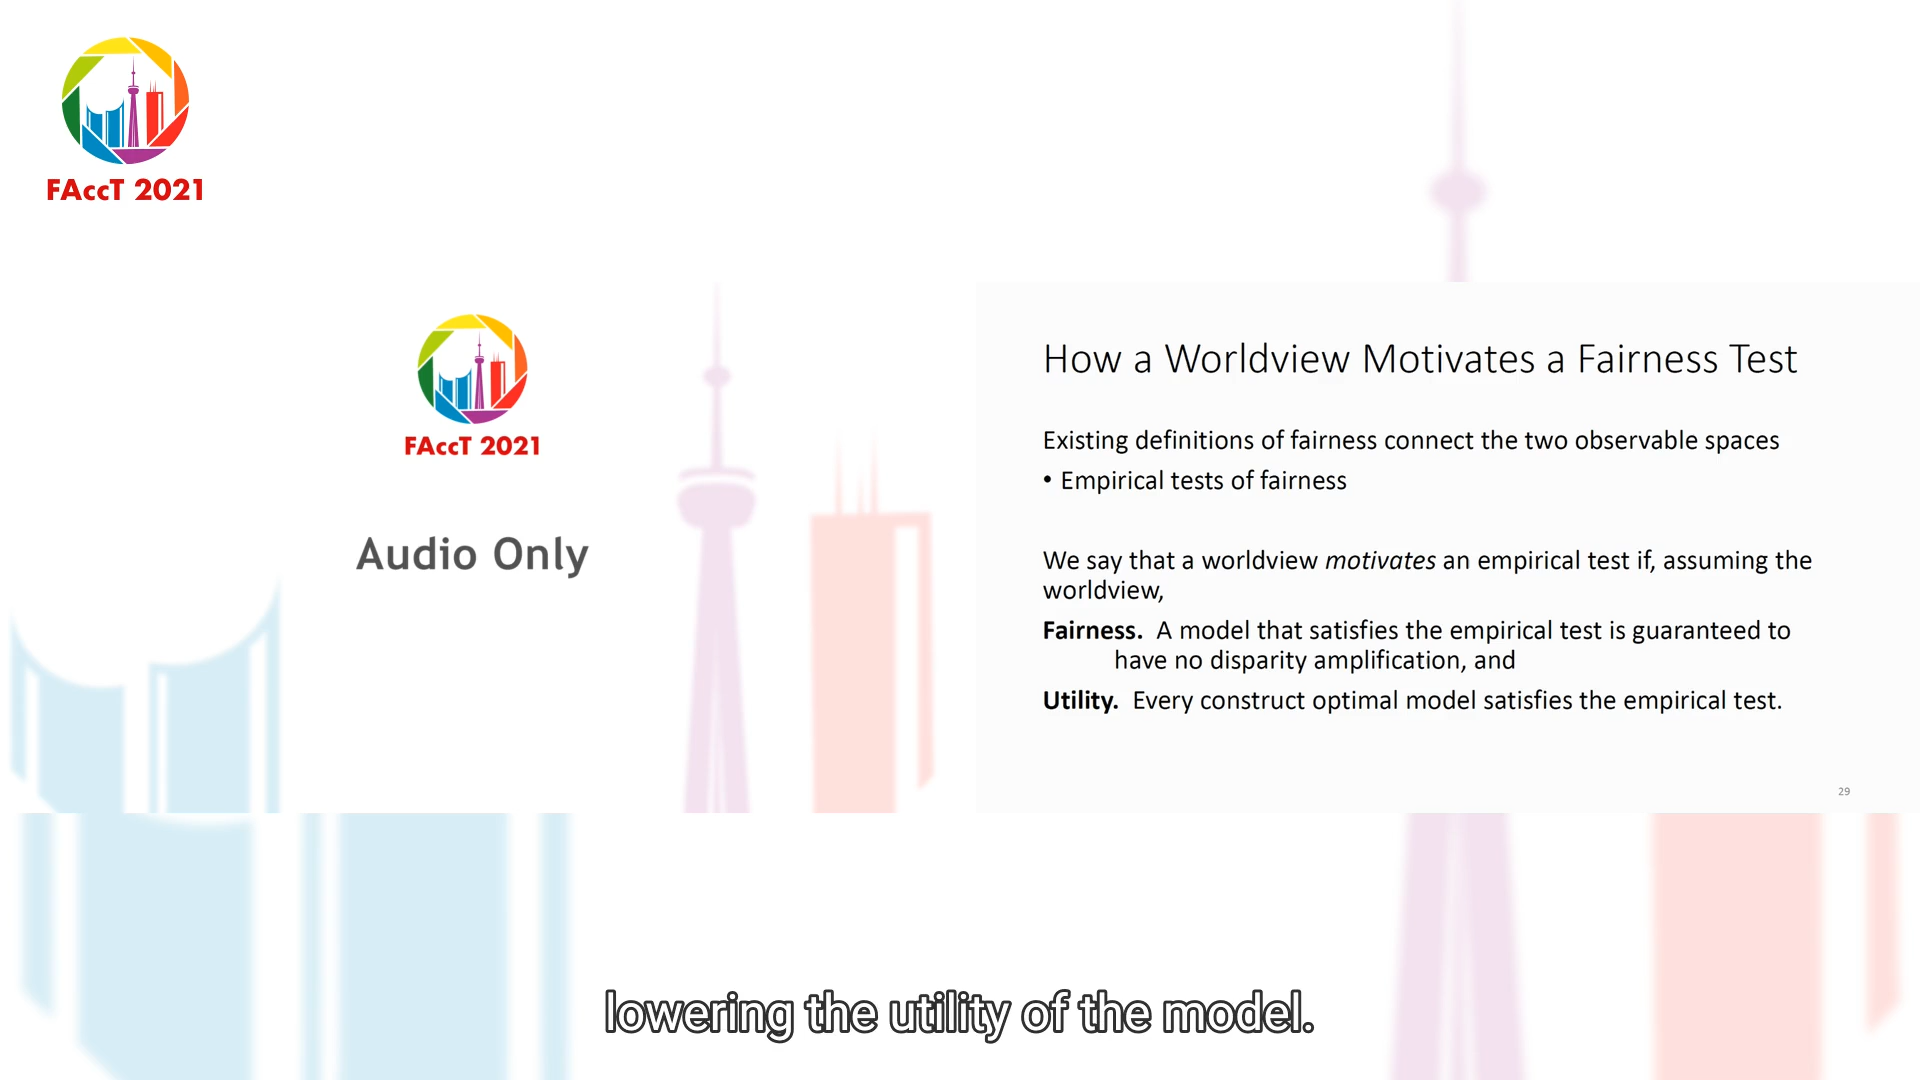 FAccT 2021
FAccT 2021
Audio Only
How a Worldview Motivates a Fairness Test
Existing definitions of fairness connect the two observable spaces
• Empirical tests of fairness
We say that a worldview motivates an empirical test if, assuming the
worldview,
Fairness. A model that satisfies the empirical test is guaranteed to
have no disparity amplification, and
Utility. Every construct optimal model satisfies the empirical test.
29
lowering the utility of the model.